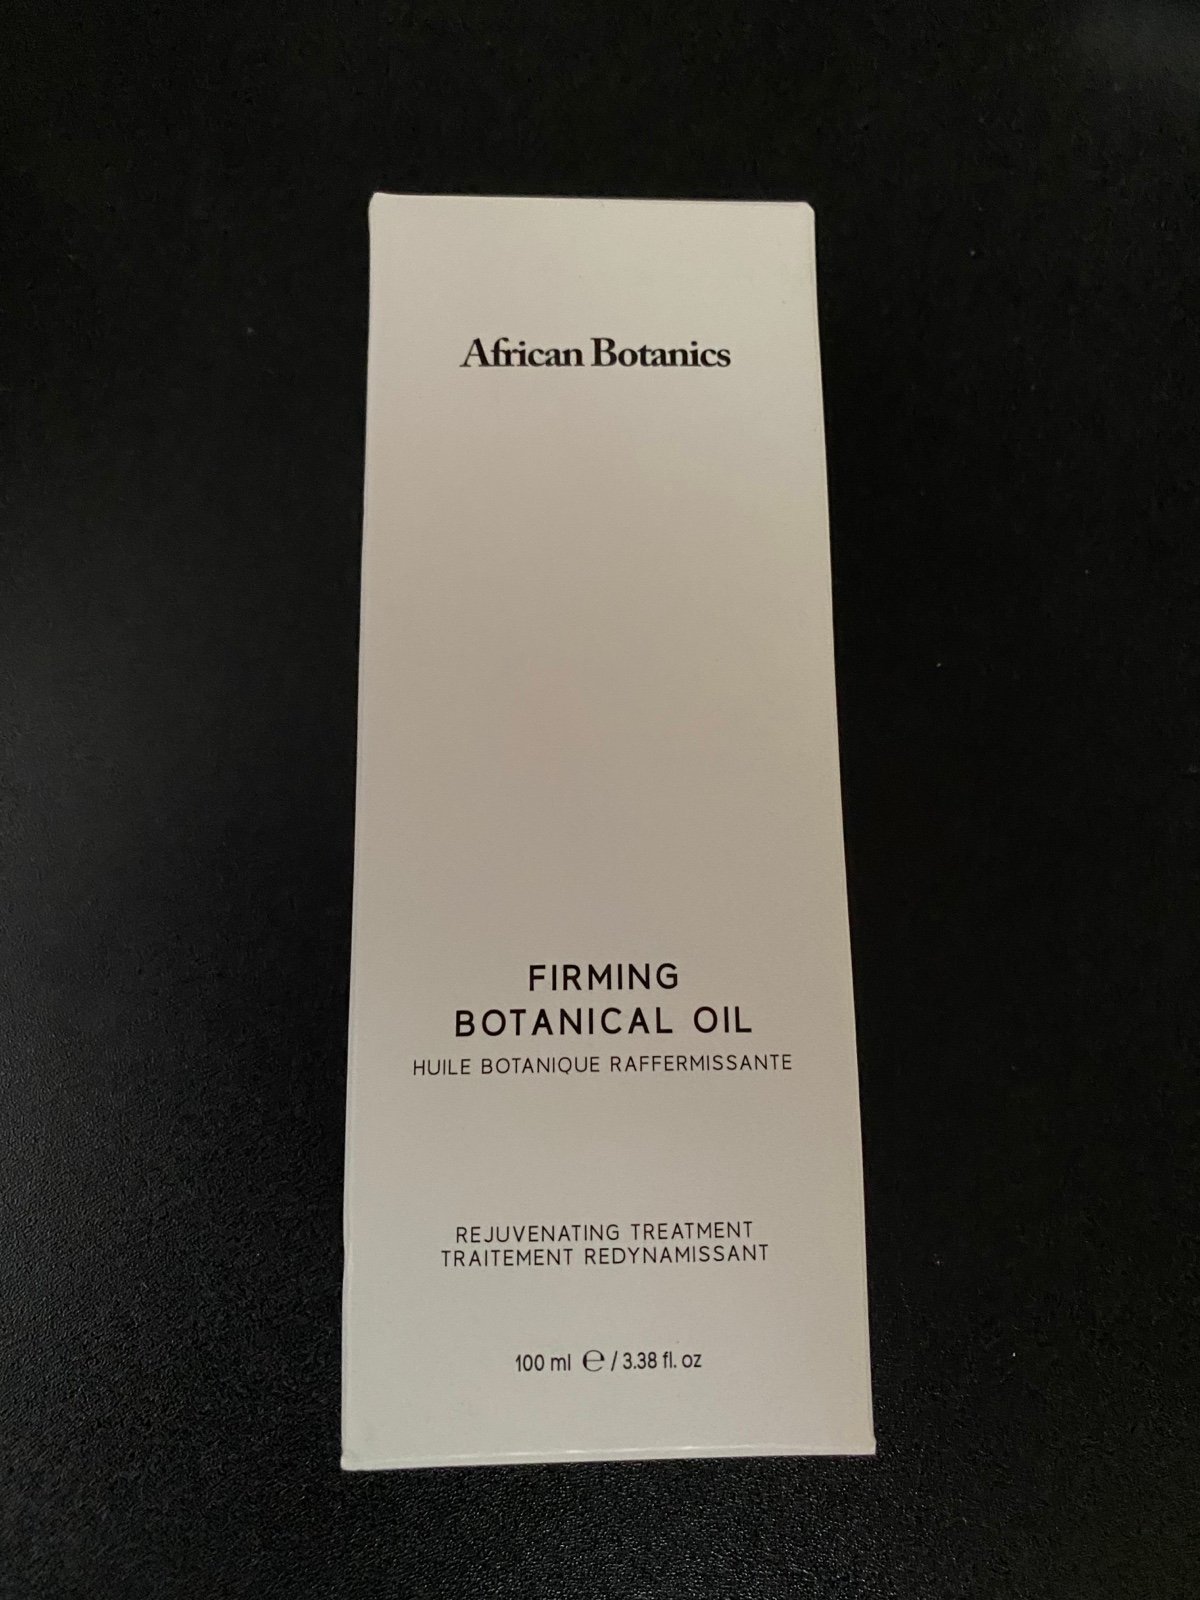 African Botanics
FIRMING
BOTANICAL OIL
HUILE BOTANIQUE RAFFERMISSANTE
REJUVENATING TREATMENT
TRAITEMENT REDYNAMISSANT
100 ml ℮ / 3.38 fl. oz